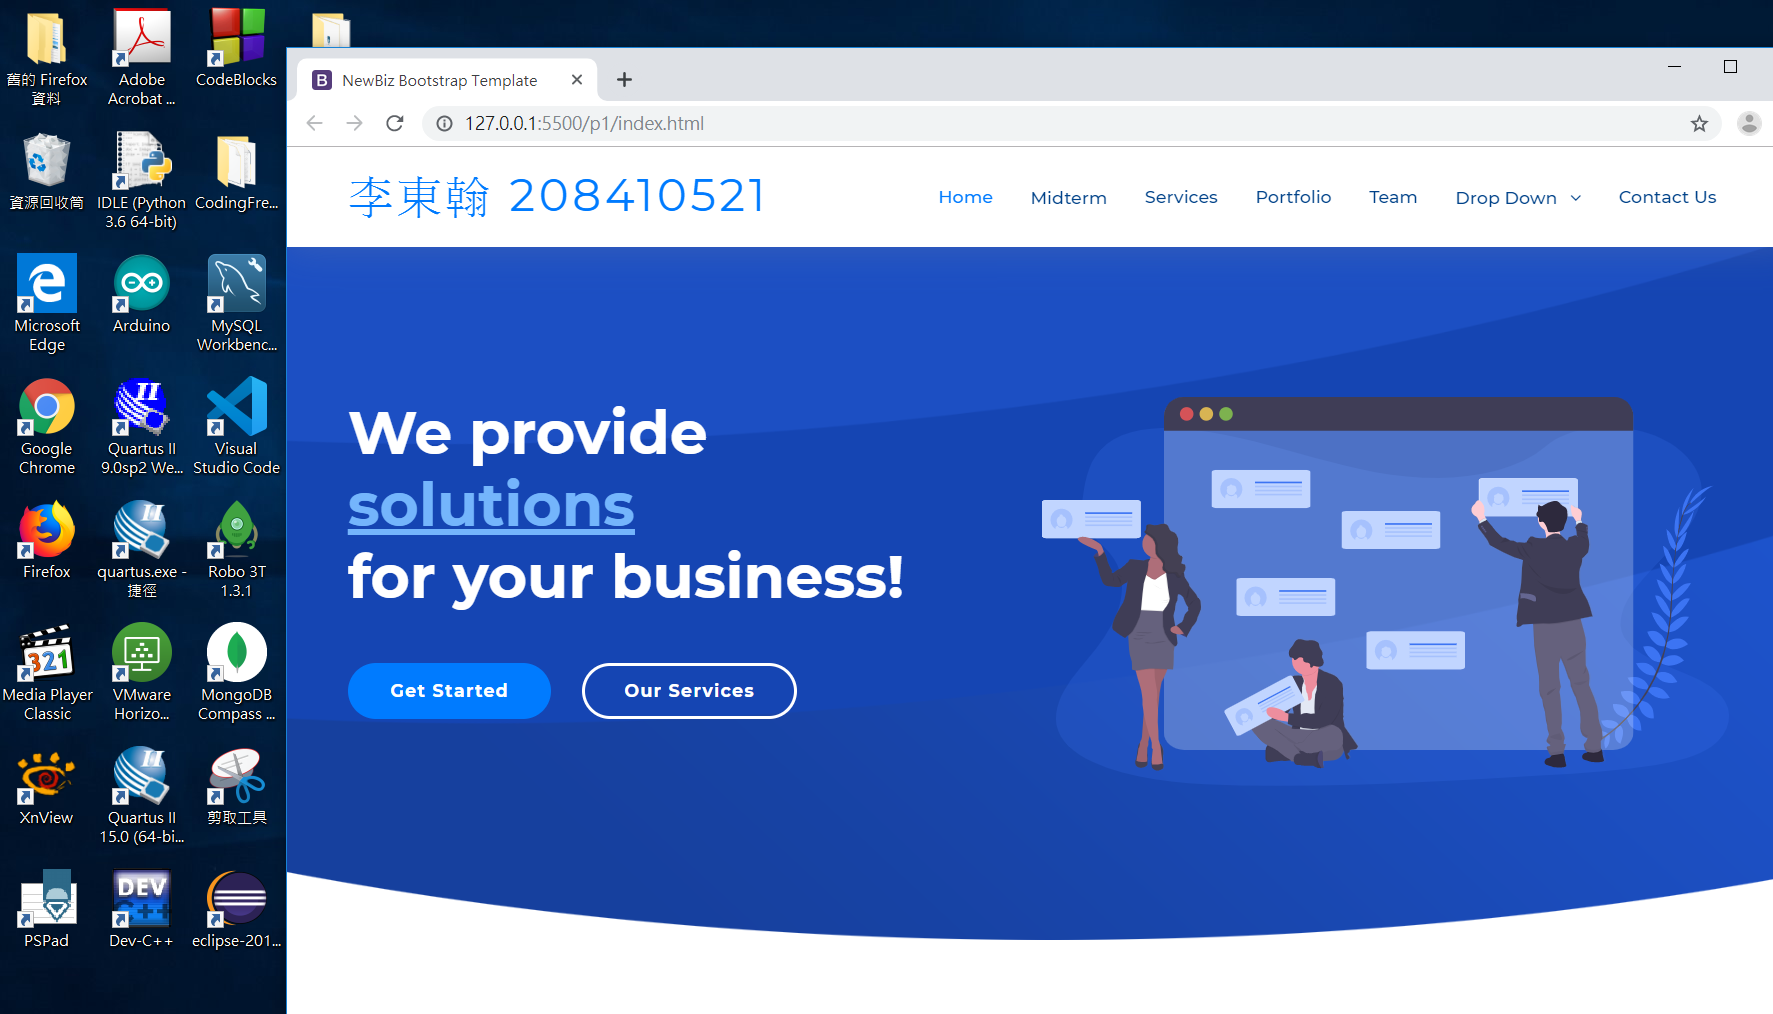 舊的 Firefox
資料
Adobe
Acrobat ...
CodeBlocks
資源回收筒
IDLE (Python
3.6 64-bit)
CodingFre...
Microsoft
Edge
Arduino
MySQL
Workbenc...
Google
Chrome
Quartus II
9.0sp2 We...
Visual
Studio Code
Firefox
quartus.exe -
捷徑
Robo 3T
1.3.1
321
Media Player
Classic
VMware
Horizo...
MongoDB
Compass ...
XnView
Quartus II
15.0 (64-bi...
剪取工具
PSPad
DEV
C++
Dev-C++
eclipse-201...
B NewBiz Bootstrap Template
127.0.0.1:5500/p1/index.html
李東翰 208410521
Home Midterm Services Portfolio Team Drop Down Contact Us
We provide
solutions
for your business!
Get Started Our Services